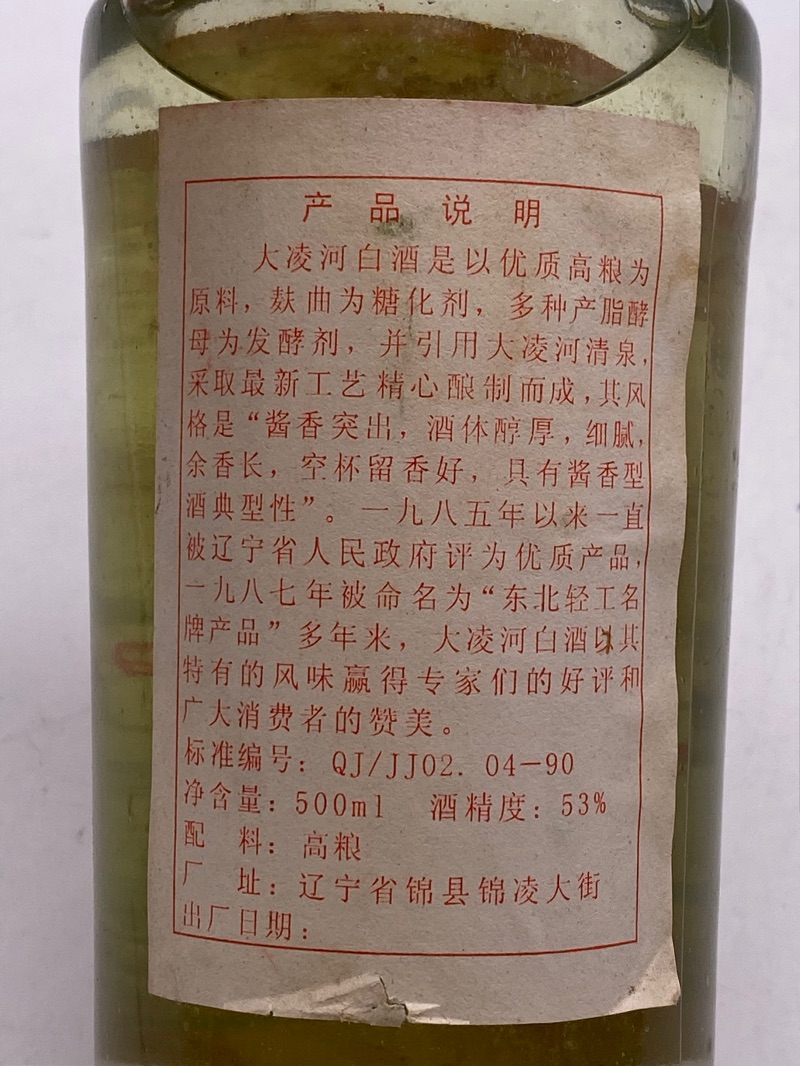 产品说明
大凌河白酒是以优质高粮为
原料，麸曲为糖化剂，多种产脂酵
母为发酵剂，并引用大凌河清泉，
采取最新工艺精心酿制而成，其风
格是“酱香突出，酒体醇厚，细腻，
余香长，空杯留香好，具有酱香型
酒典型性”。一九八五年以来一直
被辽宁省人民政府评为优质产品，
一九八七年被命名为“东北轻工名
牌产品”多年来，大凌河白酒以其
特有的风味赢得专家们的好评和
广大消费者的赞美。
标准编号：QJ/JJ02.04-90
净含量：500ml 酒精度：53%
配 料：高粮
厂 址：辽宁省锦县锦凌大街
出厂日期：